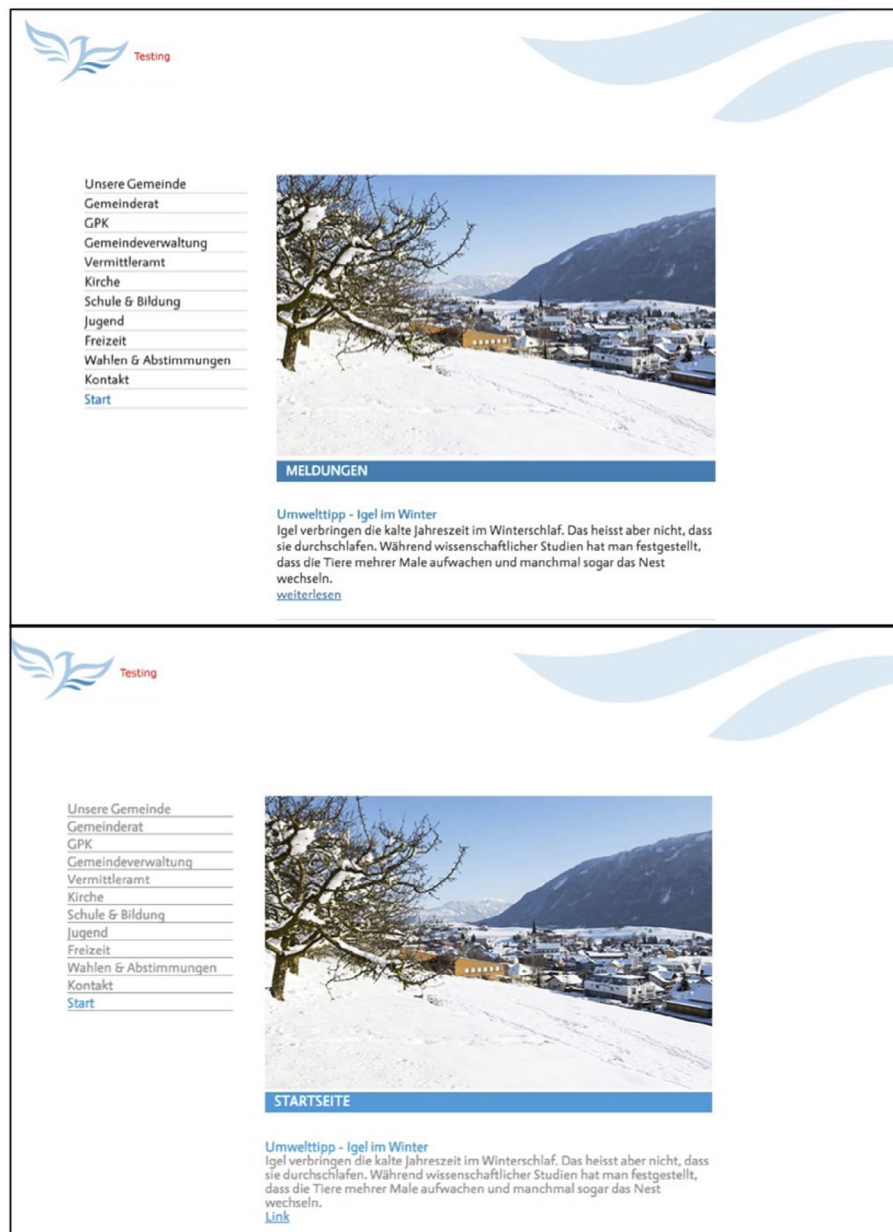 Testing
Unsere Gemeinde
Gemeinderat
GPK
Gemeindeverwaltung
Vermittleramt
Kirche
Schule & Bildung
Jugend
Freizeit
Wahlen & Abstimmungen
Kontakt
Start
MELDUNGEN
Umwelttipp - Igel im Winter
Igel verbringen die kalte Jahreszeit im Winterschlaf. Das heisst aber nicht, dass
sie durchschlafen. Während wissenschaftlicher Studien hat man festgestellt,
dass die Tiere mehrer Male aufwachen und manchmal sogar das Nest
wechseln.
weiterlesen
Testing
Unsere Gemeinde
Gemeinderat
GPK
Gemeindeverwaltung
Vermittleramt
Kirche
Schule & Bildung
Jugend
Freizeit
Wahlen & Abstimmungen
Kontakt
Start
STARTSEITE
Umwelttipp - Igel im Winter
Igel verbringen die kalte Jahreszeit im Winterschlaf. Das heisst aber nicht, dass
sie durchschlafen. Während wissenschaftlicher Studien hat man festgestellt,
dass die Tiere mehrer Male aufwachen und manchmal sogar das Nest
wechseln.
Link